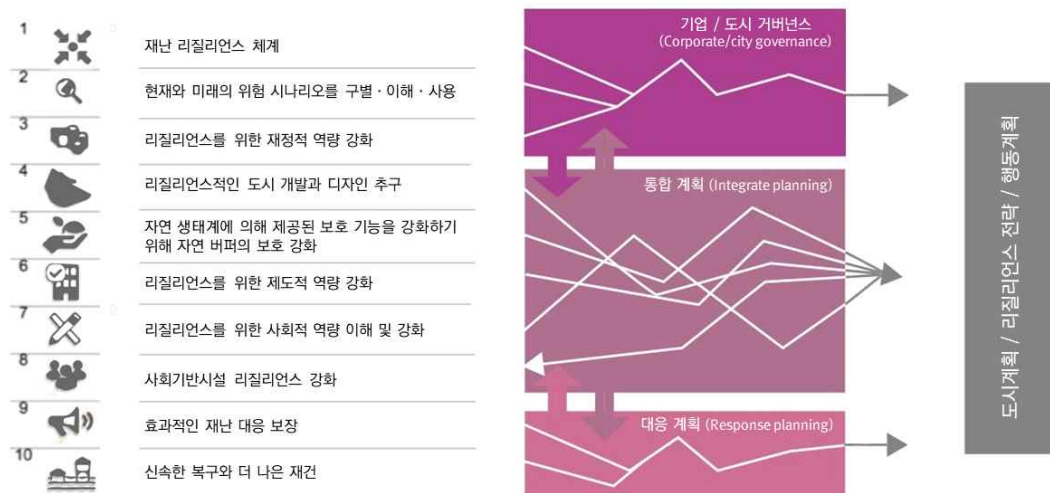 1
재난 리질리언스 체계
2
현재와 미래의 위험 시나리오를 구별 · 이해 · 사용
3
리질리언스를 위한 재정적 역량 강화
4
리질리언스적인 도시 개발과 디자인 추구
5
자연 생태계에 의해 제공된 보호 기능을 강화하기
위해 자연 버퍼의 보호 강화
6
리질리언스를 위한 제도적 역량 강화
7
리질리언스를 위한 사회적 역량 이해 및 강화
8
사회기반시설 리질리언스 강화
9
효과적인 재난 대응 보장
10
신속한 복구와 더 나은 재건
기업 / 도시 거버넌스
(Corporate/city governance)
통합 계획 (Integrate planning)
대응 계획 (Response planning)
도시계획 / 리질리언스 전략 / 행동계획